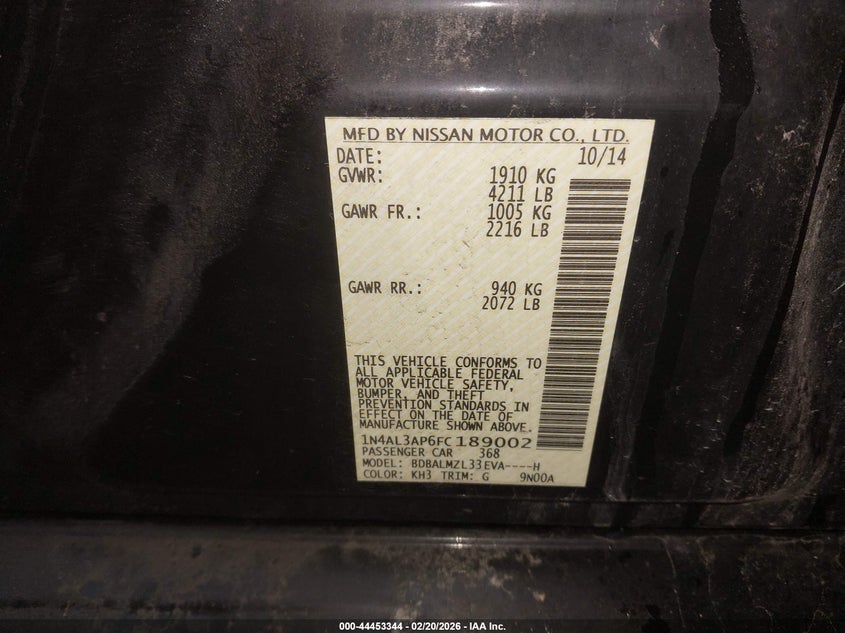 MFD BY NISSAN MOTOR CO., LTD.
DATE: 10/14
GVWR: 1910 KG
4211 LB
GAWR FR.: 1005 KG
2216 LB
GAWR RR.: 940 KG
2072 LB
THIS VEHICLE CONFORMS TO
ALL APPLICABLE FEDERAL
MOTOR VEHICLE SAFETY,
BUMPER, AND THEFT
PREVENTION STANDARDS IN
EFFECT ON THE DATE OF
MANUFACTURE SHOWN ABOVE.
1N4AL3AP6FC189002
PASSENGER CAR 368
MODEL: BDBALMZL33EVA----H
COLOR: KH3 TRIM: G 9N00A
000-44453344 — 02/20/2026 — IAA Inc.